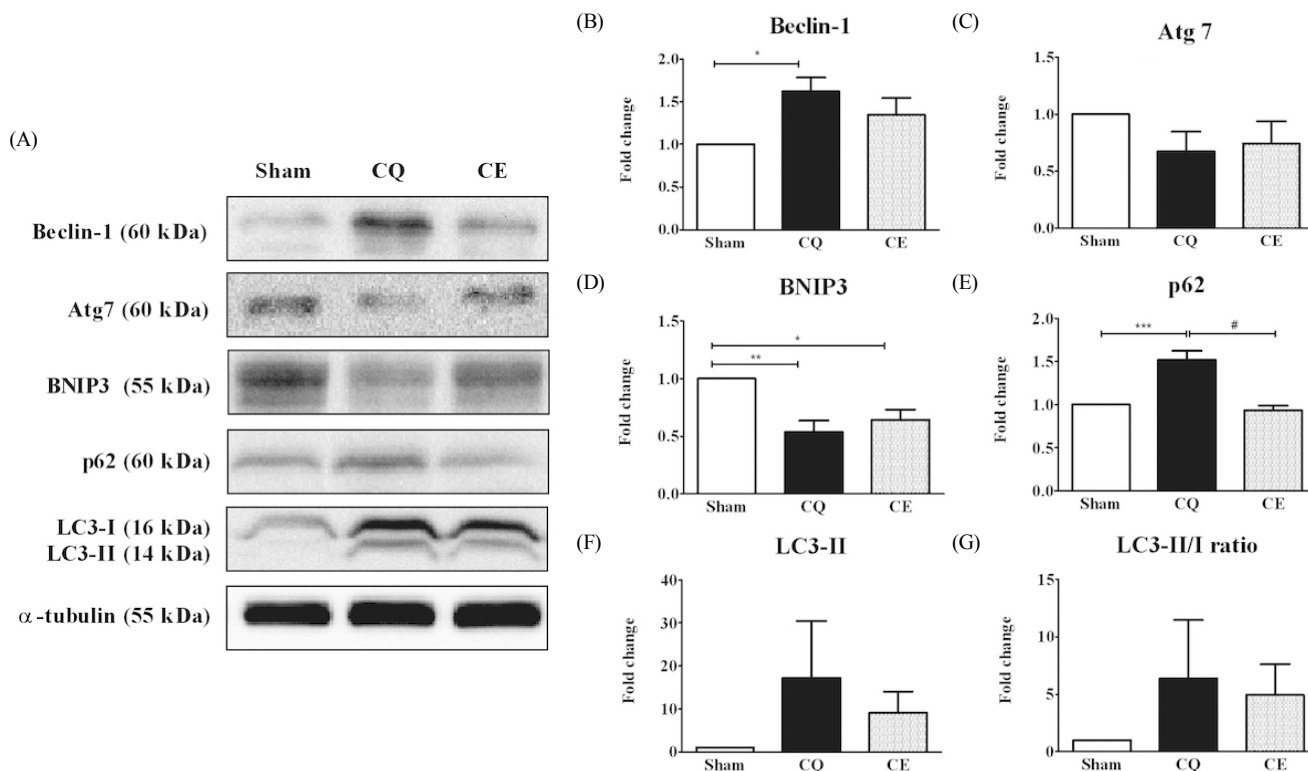 (A)
Sham CQ CE
Beclin-1 (60 kDa)
Atg7 (60 kDa)
BNIP3 (55 kDa)
p62 (60 kDa)
LC3-I (16 kDa)
LC3-II (14 kDa)
α-tubulin (55 kDa)
(B)
Beclin-1
Fold change
2.0
1.5
1.0
0.5
0.0
*
Sham CQ CE
(C)
Atg 7
Fold change
1.5
1.0
0.5
0.0
Sham CQ CE
(D)
BNIP3
Fold change
1.5
1.0
0.5
0.0
*
**
Sham CQ CE
(E)
p62
Fold change
2.0
1.5
1.0
0.5
0.0
*** #
Sham CQ CE
(F)
LC3-II
Fold change
40
30
20
10
0
Sham CQ CE
(G)
LC3-II/I ratio
Fold change
15
10
5
0
Sham CQ CE